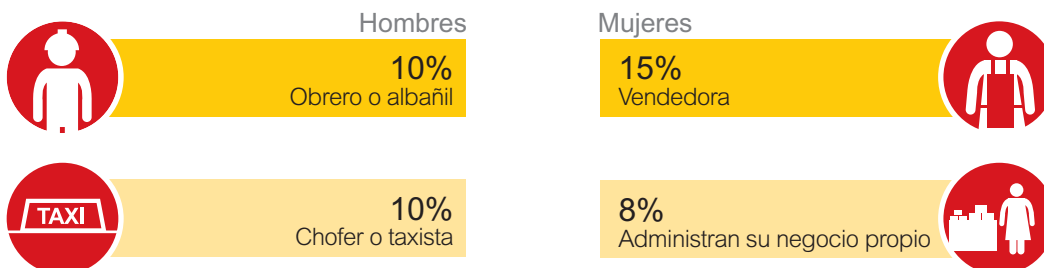 Hombres
10%
Obrero o albañil
TAXI
10%
Chofer o taxista
Mujeres
15%
Vendedora
8%
Administran su negocio propio